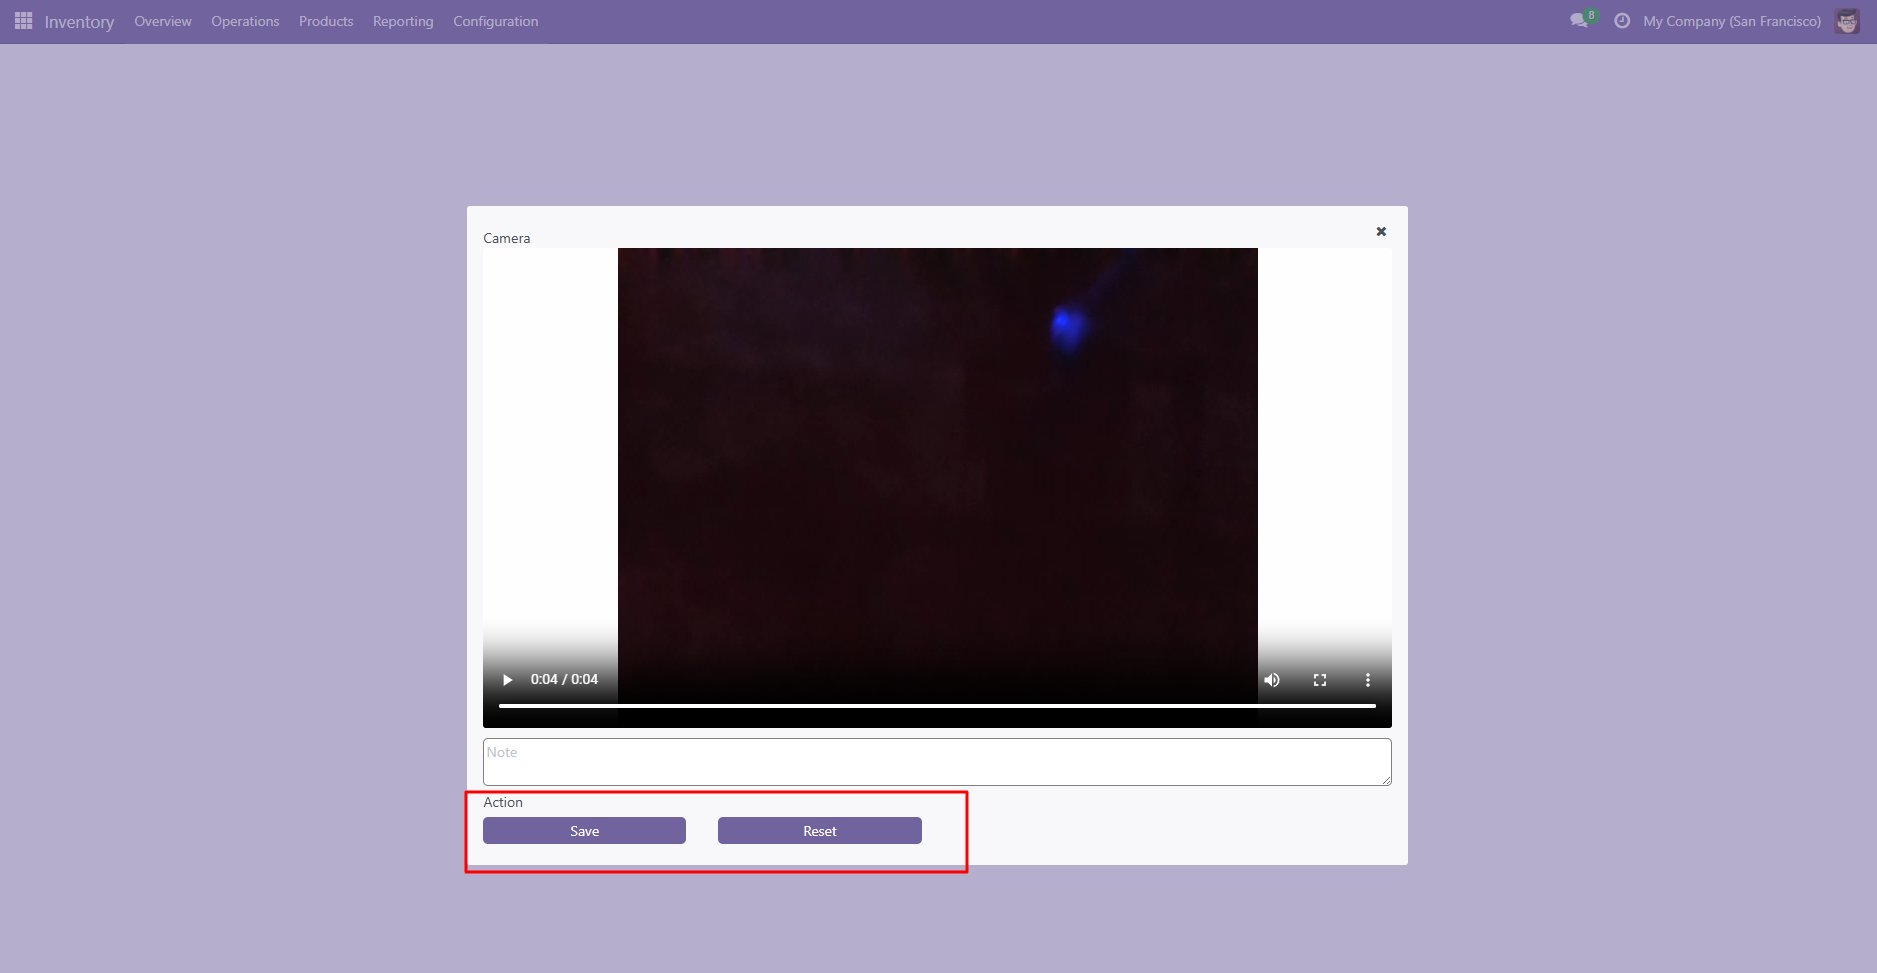 Inventory Overview Operations Products Reporting Configuration 8 My Company (San Francisco)
Camera
0:04 / 0:04
Note
Action
Save Reset